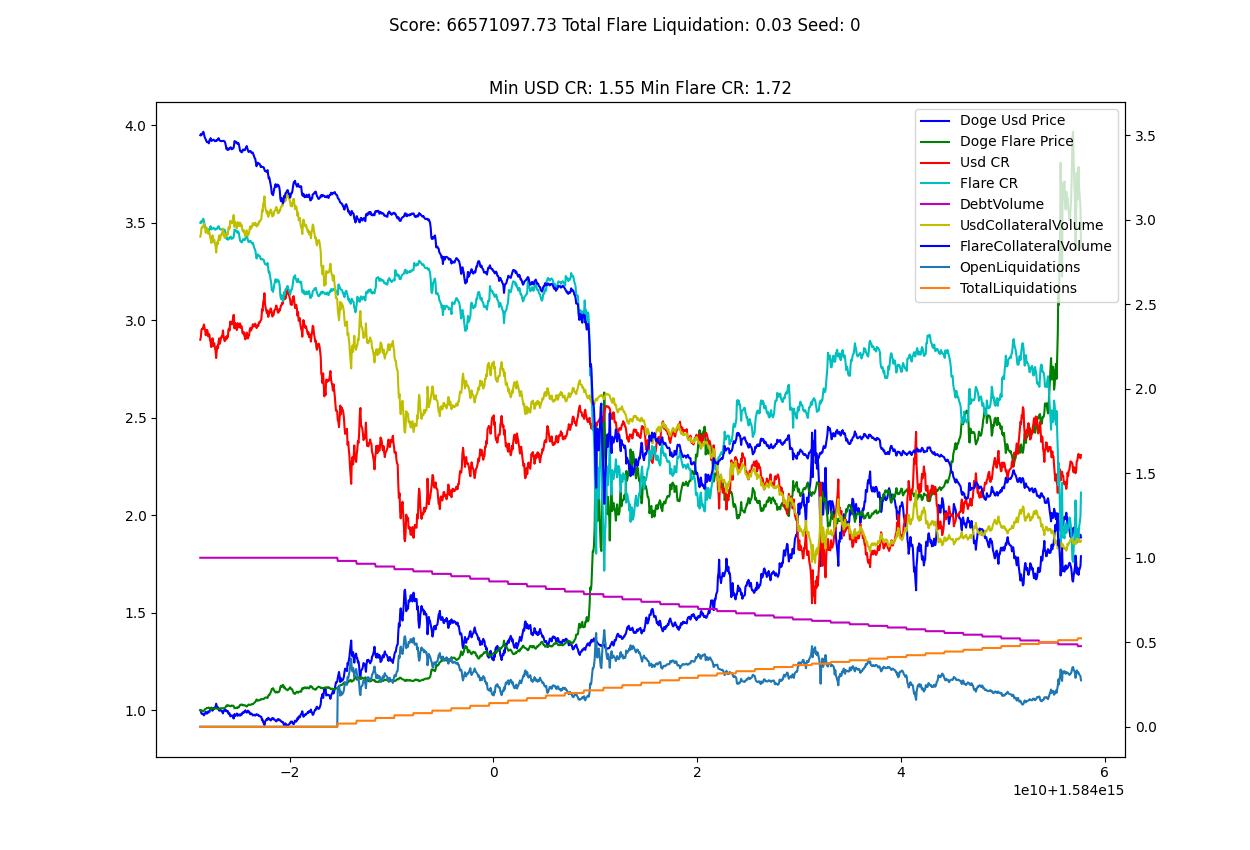 Score: 66571097.73 Total Flare Liquidation: 0.03 Seed: 0
Min USD CR: 1.55 Min Flare CR: 1.72
4.0
3.5
3.0
2.5
2.0
1.5
1.0
Doge Usd Price
Doge Flare Price
Usd CR
Flare CR
DebtVolume
UsdCollateralVolume
FlareCollateralVolume
OpenLiquidations
TotalLiquidations
3.5
3.0
2.5
2.0
1.5
1.0
0.5
0.0
−2 0 2 4 6
1e10+1.584e15